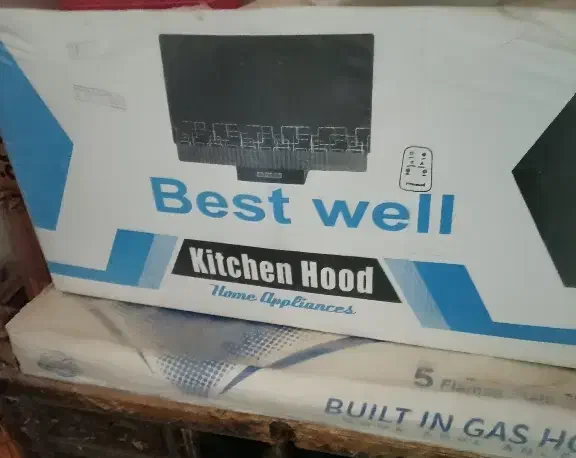 Best well
Kitchen Hood
Home Appliances
5
BUILT IN GAS